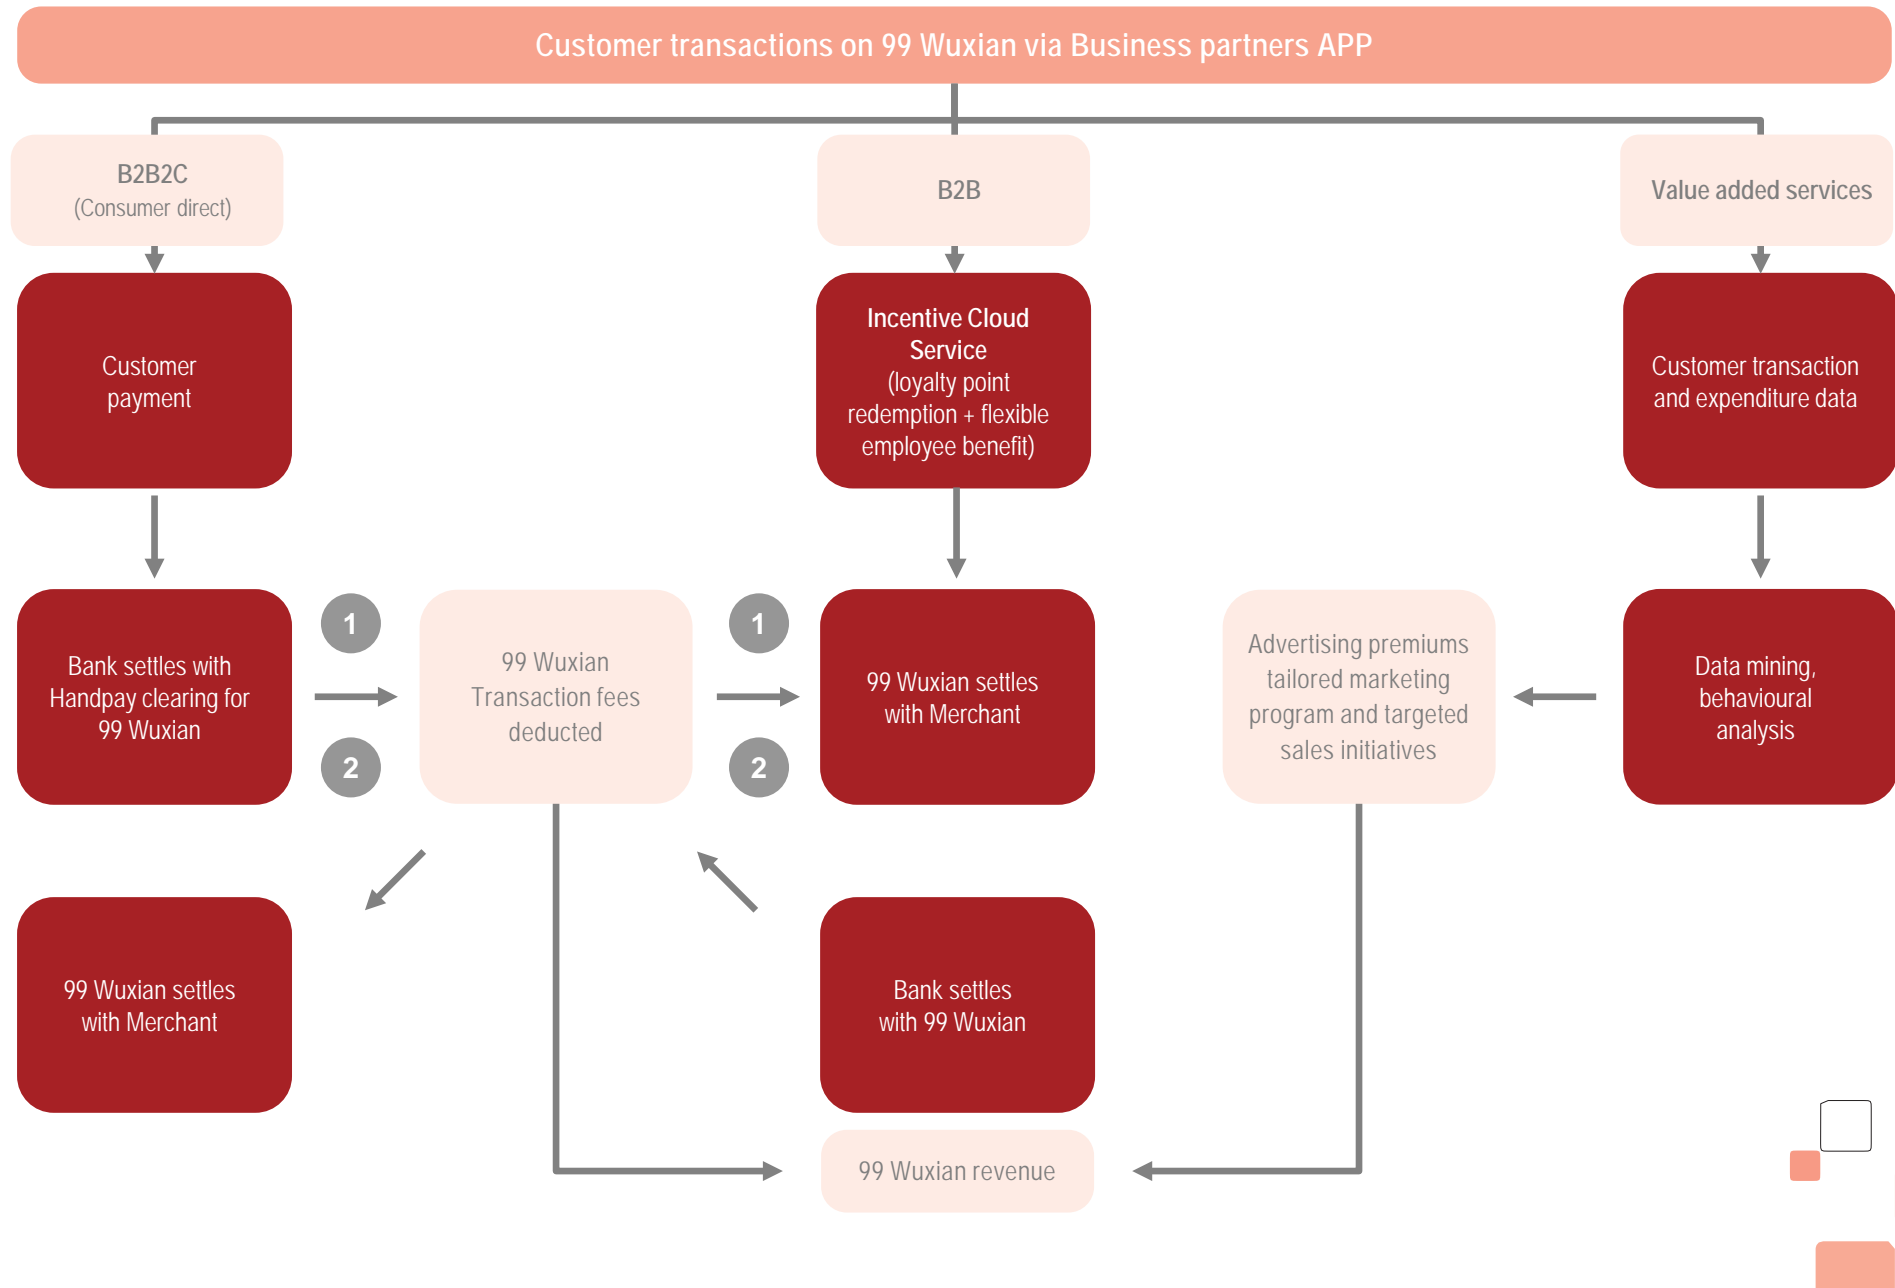 Customer transactions on 99 Wuxian via Business partners APP
B2B2C
(Consumer direct)
B2B
Value added services
Customer
payment
Incentive Cloud
Service
(loyalty point
redemption + flexible
employee benefit)
Customer transaction
and expenditure data
Bank settles with
Handpay clearing for
99 Wuxian
1
2
99 Wuxian
Transaction fees
deducted
1
2
99 Wuxian settles
with Merchant
Advertising premiums
tailored marketing
program and targeted
sales initiatives
Data mining,
behavioural
analysis
99 Wuxian settles
with Merchant
Bank settles
with 99 Wuxian
99 Wuxian revenue